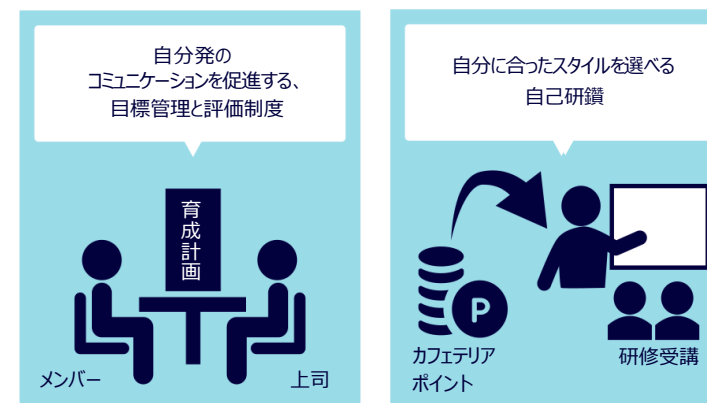 自分発の
コミュニケーションを促進する、
目標管理と評価制度
育成計画
メンバー
上司
自分に合ったスタイルを選べる
自己研鑽
P
カフェテリア
ポイント
研修受講